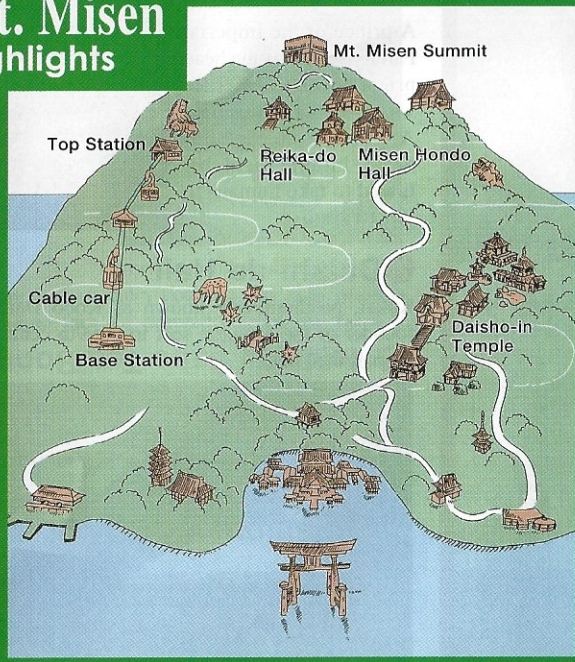 t. Misen
ghlights
Mt. Misen Summit
Top Station
Reika-do
Hall
Misen Hondo
Hall
Cable car
Daisho-in
Temple
Base Station